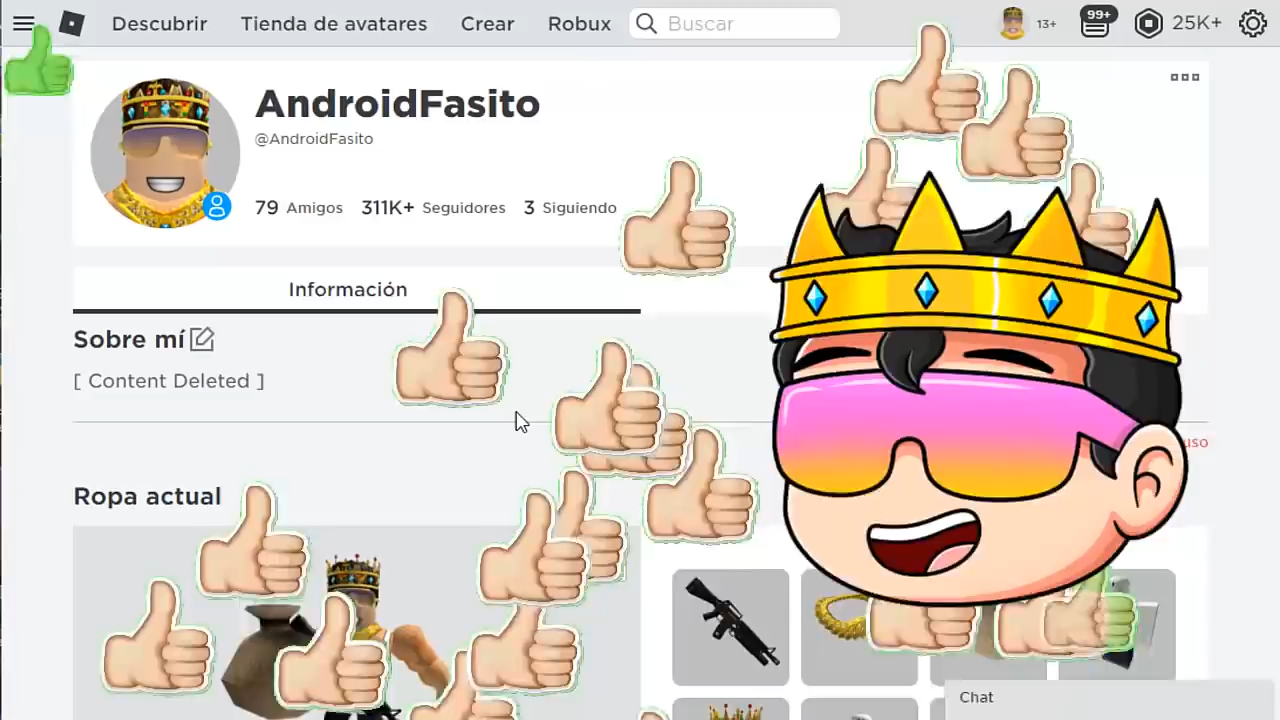 Descubrir Tienda de avatares Crear Robux Buscar 13+ 99+ 25K+
AndroidFasito
@AndroidFasito
79 Amigos 311K+ Seguidores 3 Siguiendo
Información
Sobre mí
[ Content Deleted ]
uso
Ropa actual
Chat